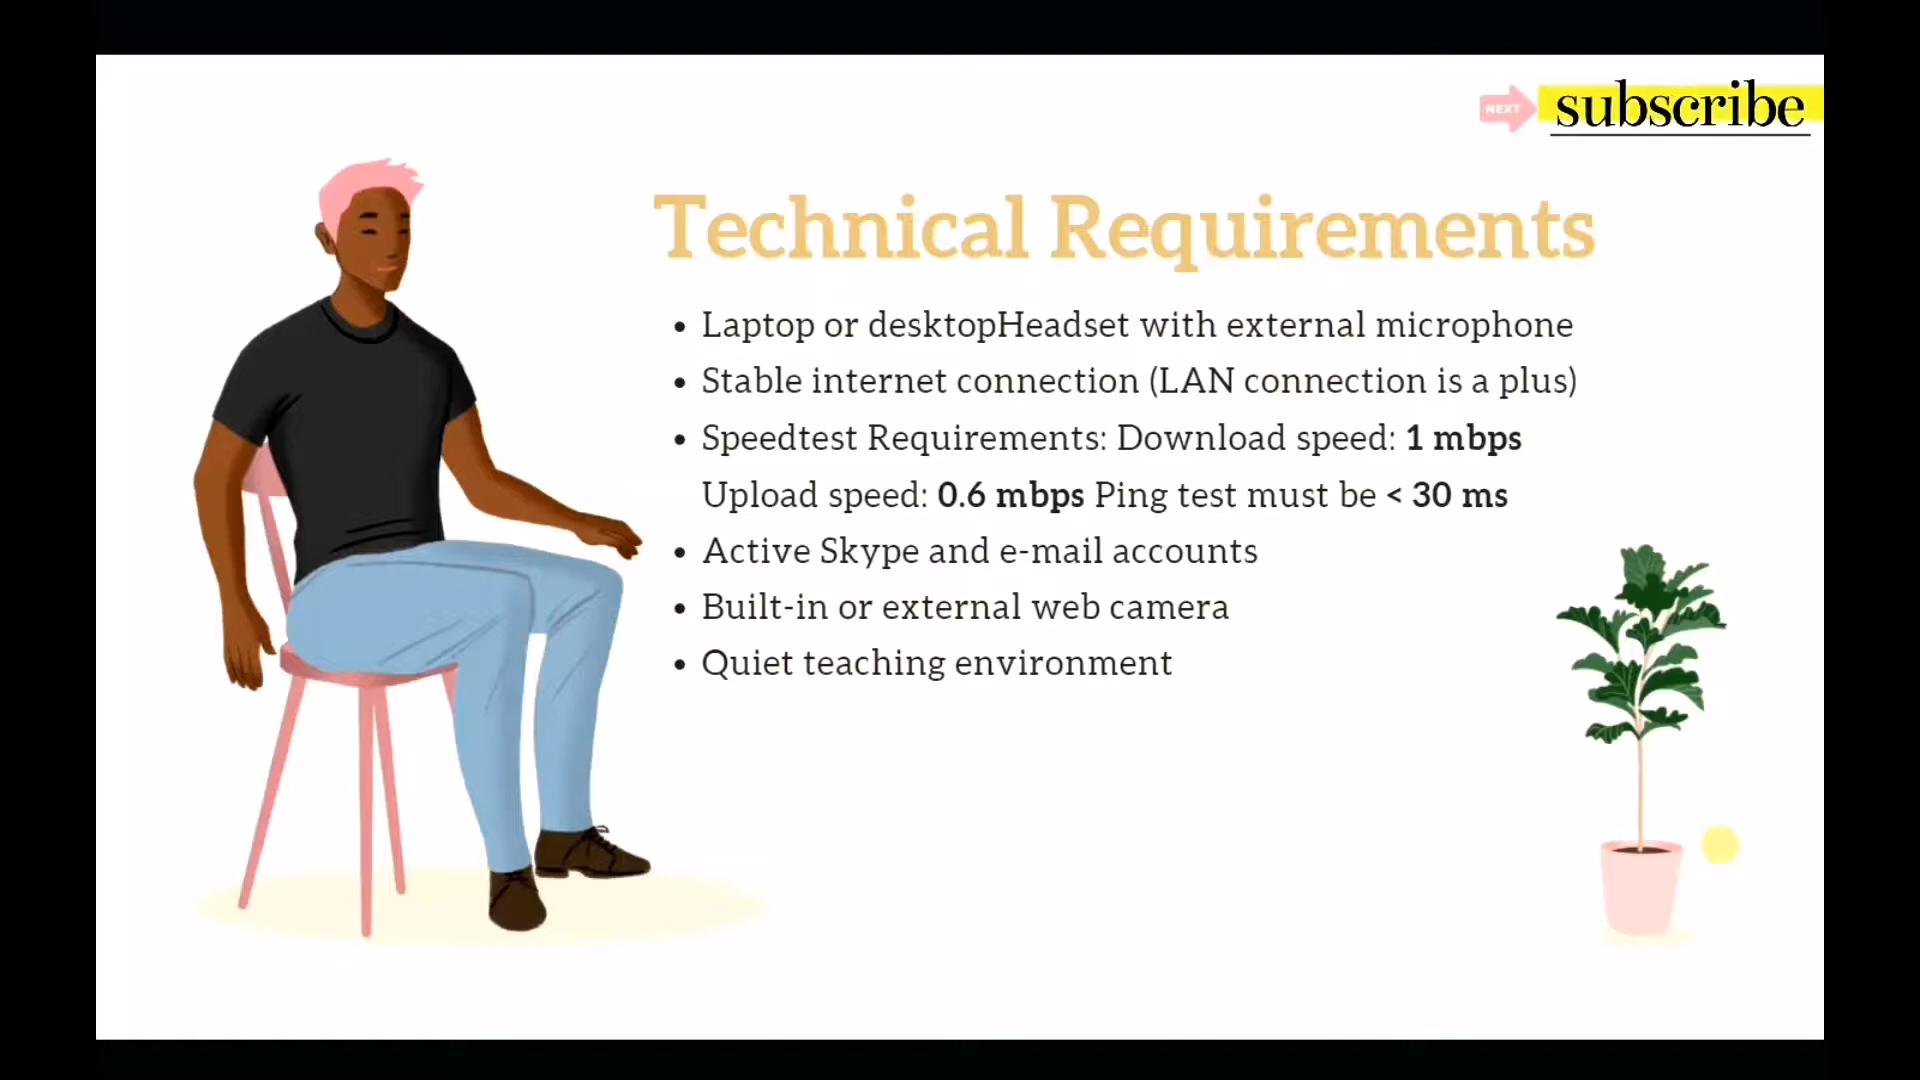 NEXT subscribe
Technical Requirements
• Laptop or desktopHeadset with external microphone
• Stable internet connection (LAN connection is a plus)
• Speedtest Requirements: Download speed: 1 mbps
Upload speed: 0.6 mbps Ping test must be < 30 ms
• Active Skype and e-mail accounts
• Built-in or external web camera
• Quiet teaching environment